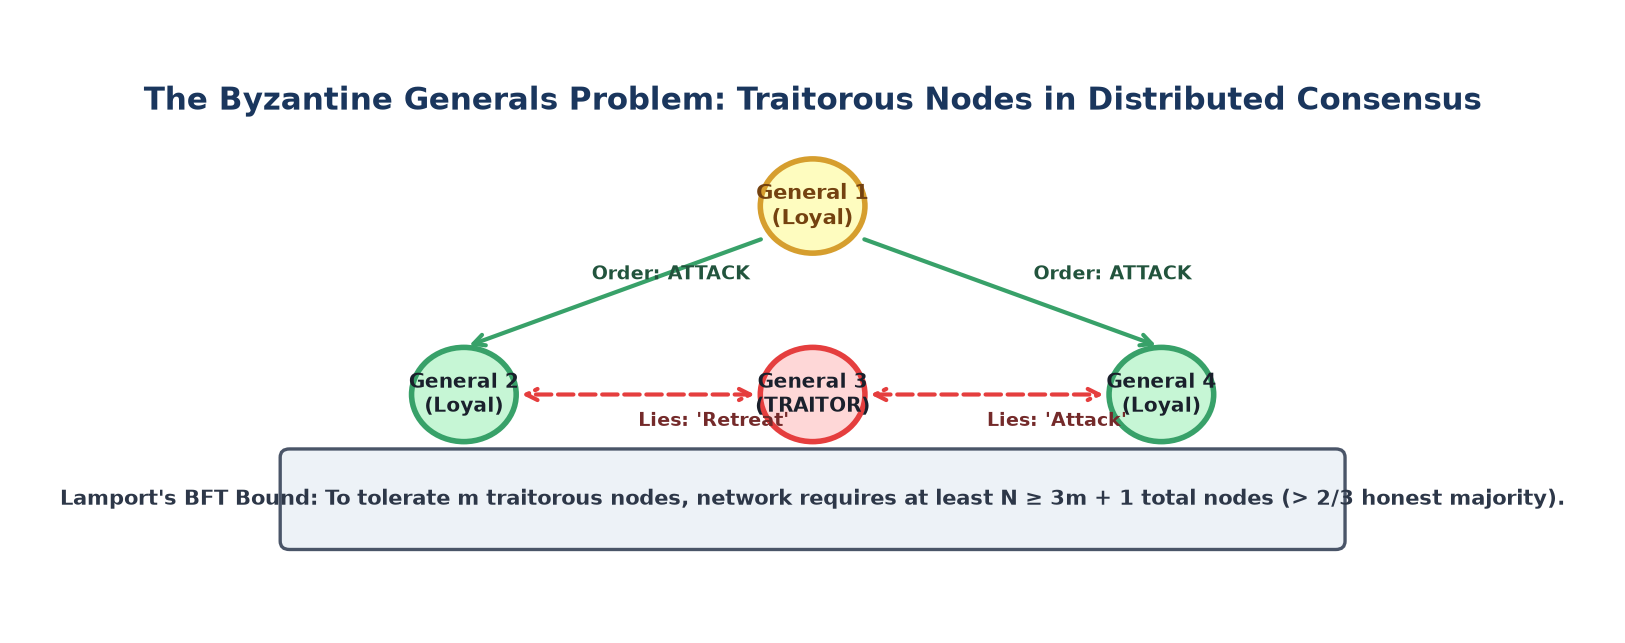 The Byzantine Generals Problem: Traitorous Nodes in Distributed Consensus
General 1
(Loyal)
Order: ATTACK
Order: ATTACK
General 2
(Loyal)
General 3
(TRAITOR)
General 4
(Loyal)
Lies: 'Retreat'
Lies: 'Attack'
Lamport's BFT Bound: To tolerate m traitorous nodes, network requires at least N ≥ 3m + 1 total nodes (> 2/3 honest majority).